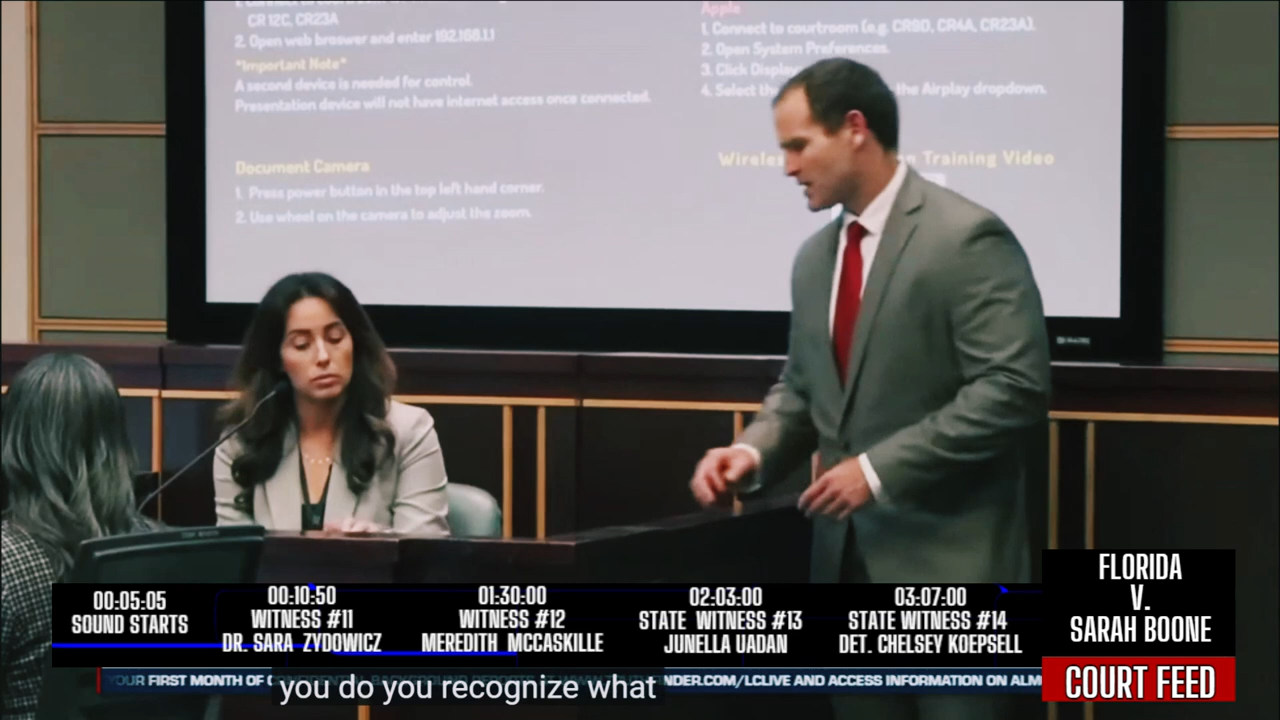 CR 12C, CR23A
2. Open web browser and enter 192.168.1.1
*Important Note*
A second device is needed for control.
Presentation device will not have internet access once connected.
Document Camera
1. Press power button in the top left hand corner.
2. Use wheel on the camera to adjust the zoom.
Apple
1. Connect to courtroom (e.g. CR9D, CR4A, CR23A).
2. Open System Preferences.
3. Click Display
4. Select the the Airplay dropdown.
Wireless Training Video
00:05:05
SOUND STARTS
00:10:50
WITNESS #11
DR. SARA ZYDOWICZ
01:30:00
WITNESS #12
MEREDITH MCCASKILLE
02:03:00
STATE WITNESS #13
JUNELLA UADAN
03:07:00
STATE WITNESS #14
DET. CHELSEY KOEPSELL
FLORIDA
V.
SARAH BOONE
COURT FEED
YOUR FIRST MONTH OF NDER.COM/LCLIVE AND ACCESS INFORMATION ON ALM
you do you recognize what